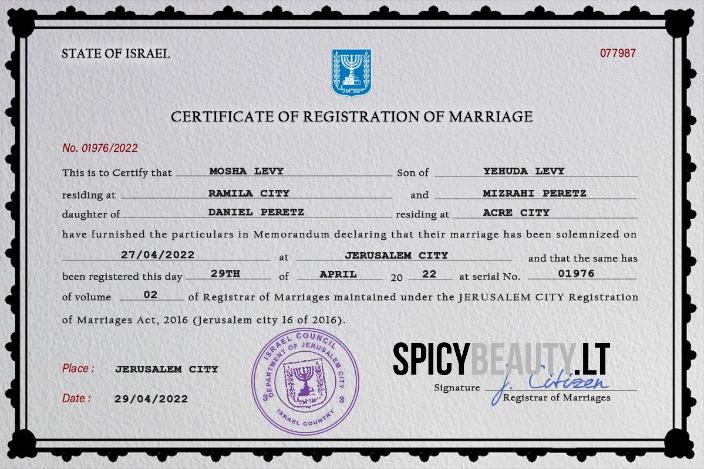 STATE OF ISRAEL 077987
CERTIFICATE OF REGISTRATION OF MARRIAGE
No. 01976/2022
This is to Certify that MOSHA LEVY Son of YEHUDA LEVY
residing at RAMILA CITY and MIZRAHI PERETZ
daughter of DANIEL PERETZ residing at ACRE CITY
have furnished the particulars in Memorandum declaring that their marriage has been solemnized on
27/04/2022 at JERUSALEM CITY and that the same has
been registered this day 29TH of APRIL 20 22 at serial No. 01976
of volume 02 of Registrar of Marriages maintained under the JERUSALEM CITY Registration
of Marriages Act, 2016 (Jerusalem city 16 of 2016).
ISRAEL COUNCIL
DEPARTMENT OF JERUSALEM CITY
ISRAEL COUNTRY
SPICYBEAUTY.LT
Place : JERUSALEM CITY
Signature J. Citizen
Date : 29/04/2022
Registrar of Marriages